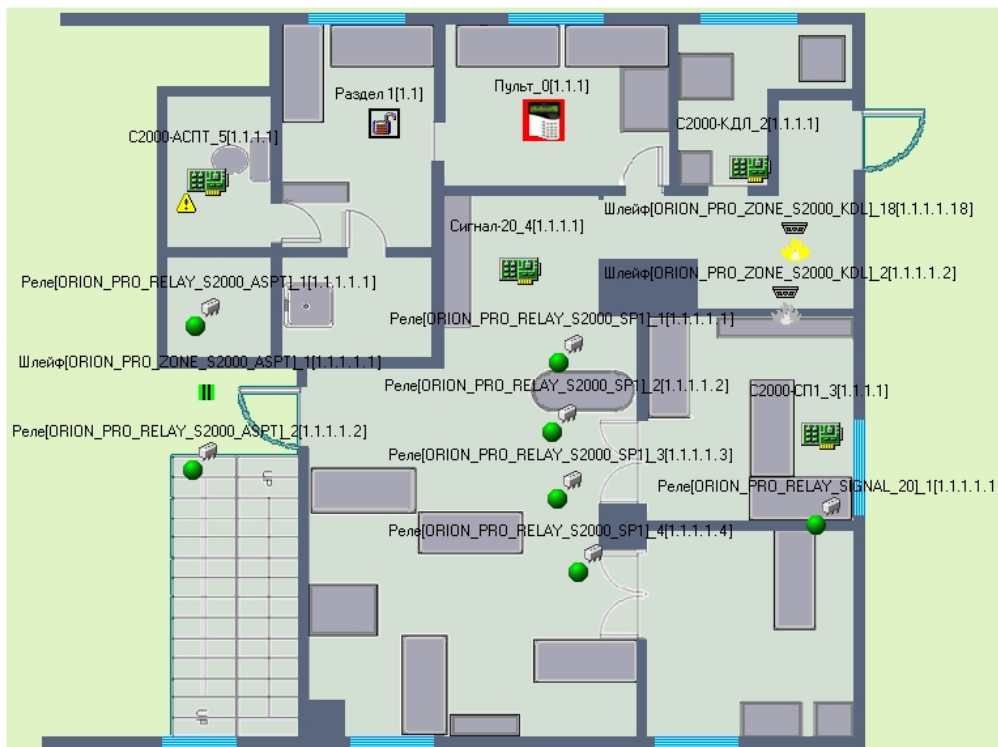 Раздел 1[1.1]
Пульт_0[1.1.1]
С2000-АСПТ_5[1.1.1.1]
С2000-КДЛ_2[1.1.1.1]
Шлейф[ORION_PRO_ZONE_S2000_KDL]_18[1.1.1.1.18]
Сигнал-20_4[1.1.1.1]
Шлейф[ORION_PRO_ZONE_S2000_KDL]_2[1.1.1.1.2]
Реле[ORION_PRO_RELAY_S2000_ASPT]_1[1.1.1.1.1]
Реле[ORION_PRO_RELAY_S2000_SP1]_1[1.1.1.1.1]
Шлейф[ORION_PRO_ZONE_S2000_ASPT]_1[1.1.1.1.1]
Реле[ORION_PRO_RELAY_S2000_SP1]_2[1.1.1.1.2]
С2000-СП1_3[1.1.1.1]
Реле[ORION_PRO_RELAY_S2000_ASPT]_2[1.1.1.1.2]
Реле[ORION_PRO_RELAY_S2000_SP1]_3[1.1.1.1.3]
UP
Реле[ORION_PRO_RELAY_SIGNAL_20]_1[1.1.1.1.1
Реле[ORION_PRO_RELAY_S2000_SP1]_4[1.1.1.1.4]
UP